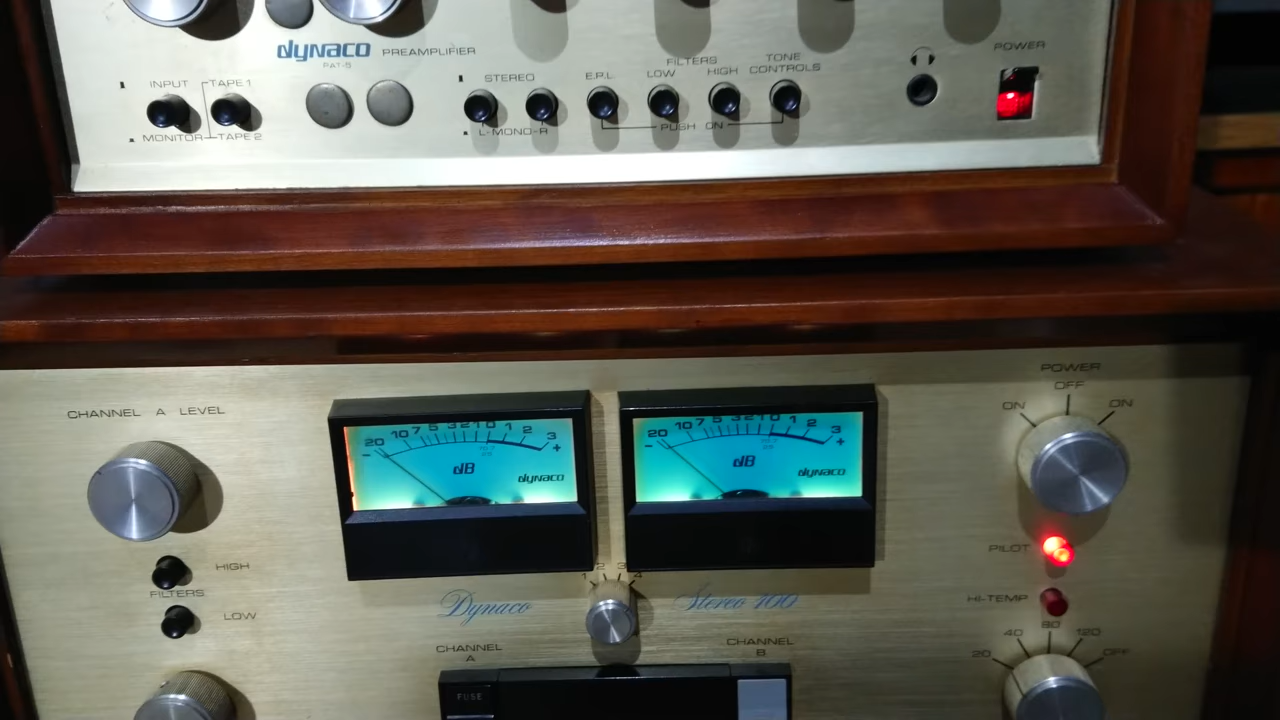 dynaco PREAMPLIFIER
PAT-5
POWER
INPUT TAPE 1
MONITOR TAPE 2
STEREO
L-MONO-R
E.P.L
FILTERS
LOW HIGH
TONE
CONTROLS
PUSH ON
CHANNEL A LEVEL
20 10 7 5 3 2 1 0 1 2 3
- +
dB
dynaco
20 10 7 5 3 2 1 0 1 2 3
- +
dB
dynaco
POWER
OFF
ON ON
HIGH
FILTERS
LOW
PILOT
HI-TEMP
1 2 3 4
Dynaco Stereo 100
CHANNEL
A
CHANNEL
B
20 40 80 120 OFF
FUSE